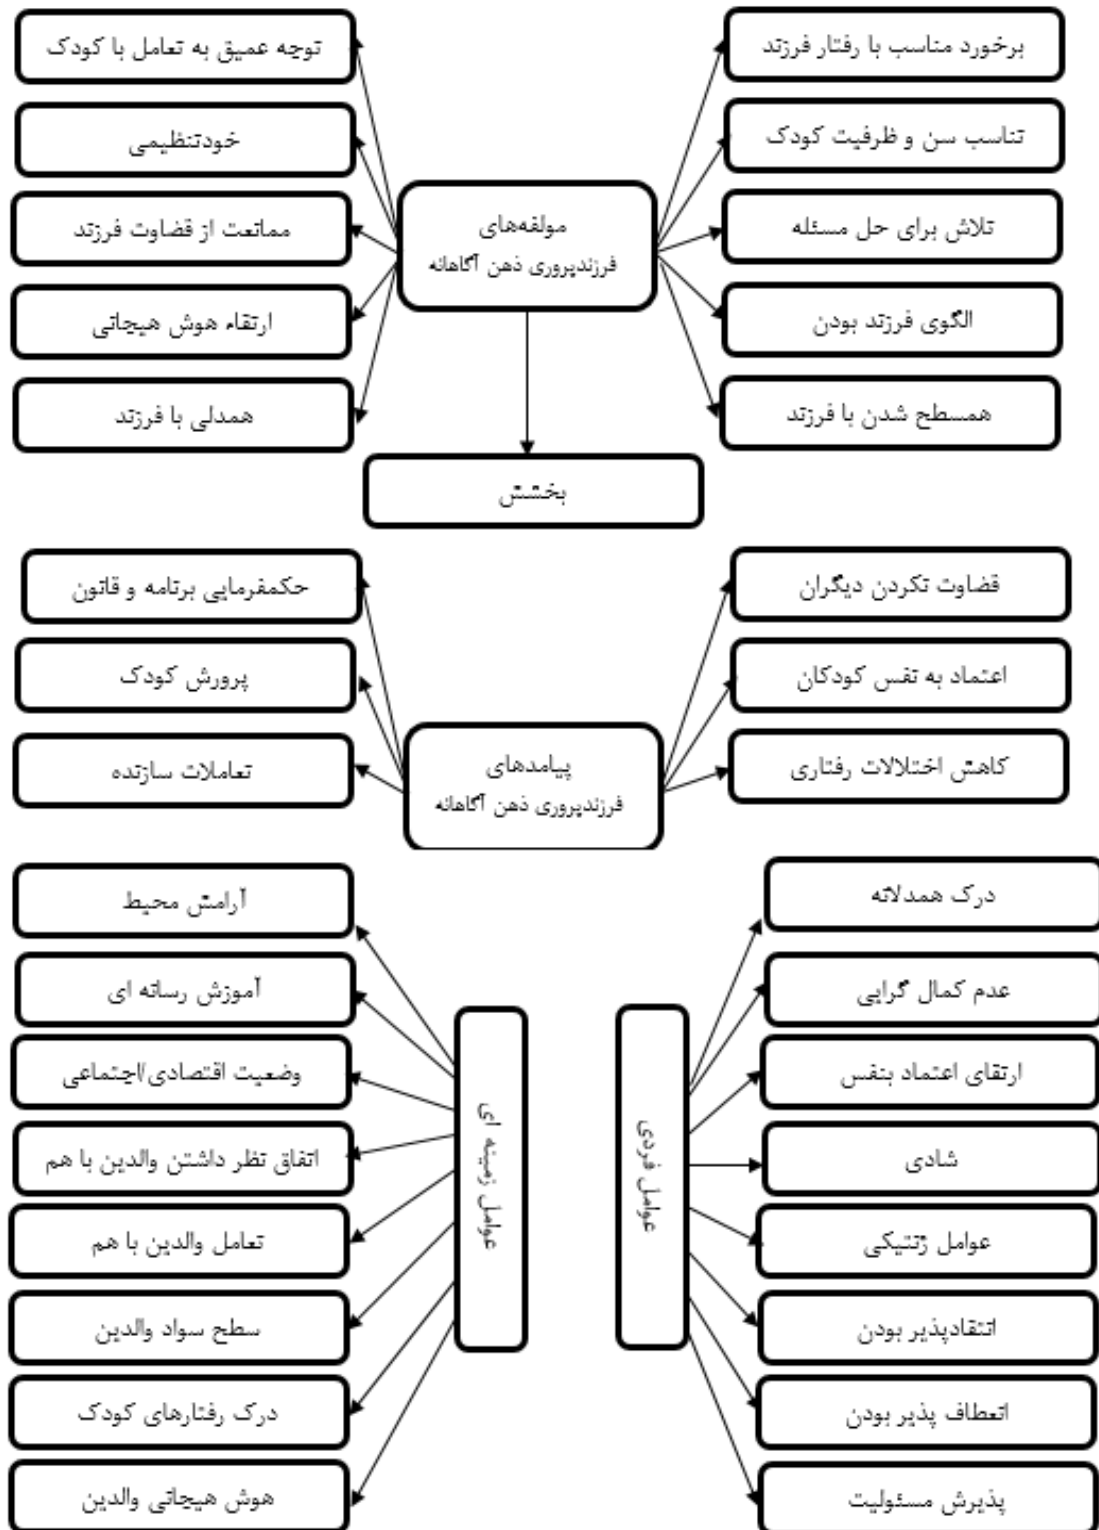 برخورد مناسب با رفتار فرزند
توجه عمیق به تعامل با کودک
تناسب سن و ظرفیت کودک
خودتنظیمی
مولفه‌های
فرزندپروری ذهن آگاهانه
تلاش برای حل مسئله
ممانعت از قضاوت فرزند
الگوی فرزند بودن
ارتقاء هوش هیجانی
همسطح شدن با فرزند
همدلی با فرزند
بخشش
قضاوت نکردن دیگران
حکمفرمایی برنامه و قانون
اعتماد به نفس کودکان
پرورش کودک
پیامدهای
فرزندپروری ذهن آگاهانه
کاهش اختلالات رفتاری
تعاملات سازنده
عوامل فردی
درک همدلانه
عدم کمال گرایی
ارتقای اعتماد بنفس
شادی
عوامل ژنتیکی
انتقادپذیر بودن
انعطاف پذیر بودن
پذیرش مسئولیت
عوامل زمینه ای
آرامش محیط
آموزش رسانه ای
وضعیت اقتصادی/اجتماعی
اتفاق نظر داشتن والدین با هم
تعامل والدین با هم
سطح سواد والدین
درک رفتارهای کودک
هوش هیجانی والدین